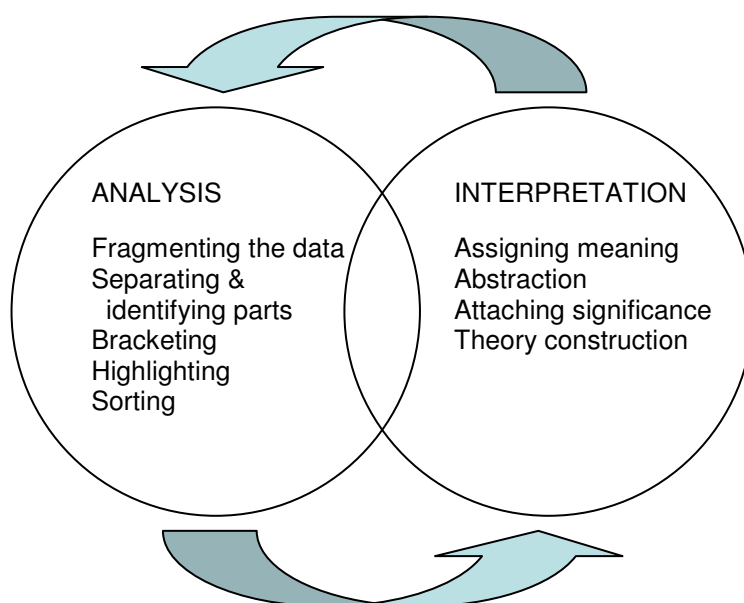 ANALYSIS
Fragmenting the data
Separating &
identifying parts
Bracketing
Highlighting
Sorting
INTERPRETATION
Assigning meaning
Abstraction
Attaching significance
Theory construction